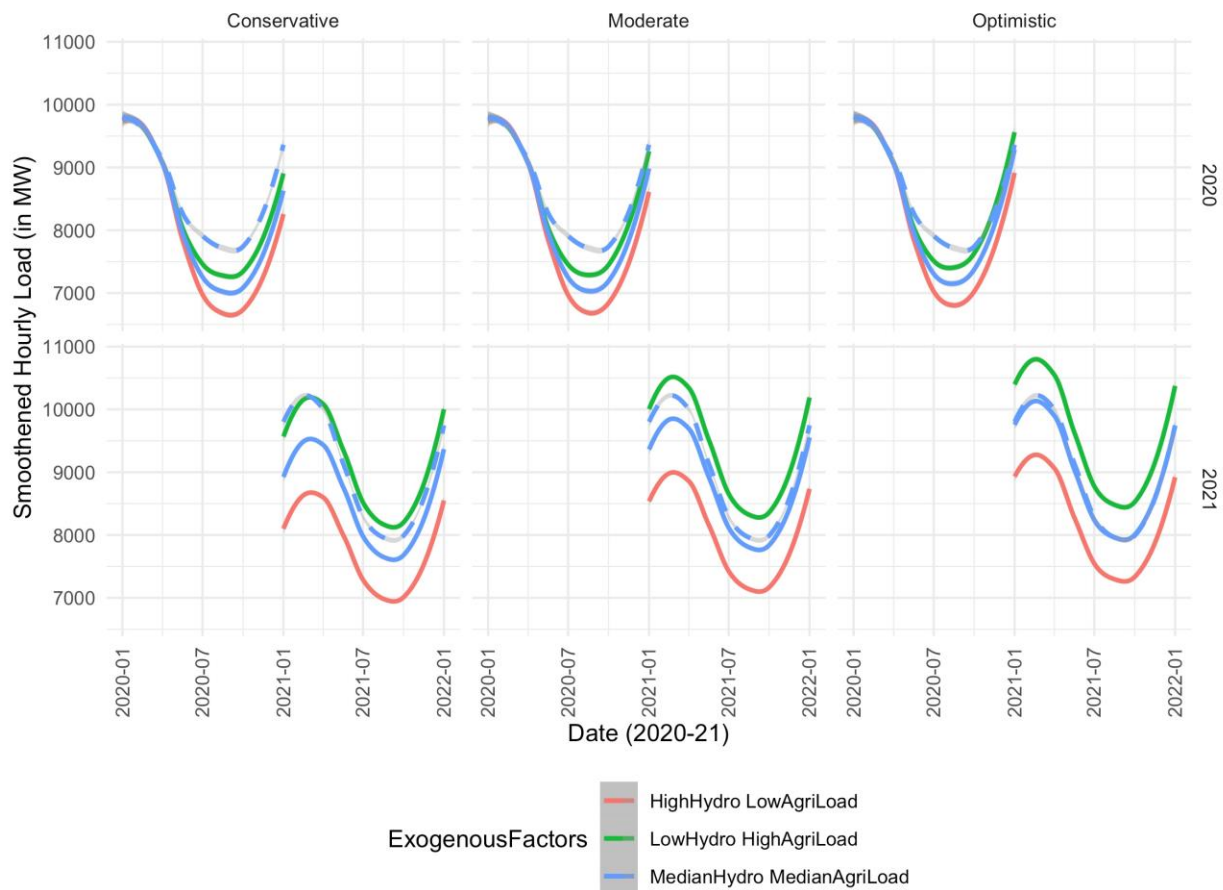 Conservative Moderate Optimistic
Smoothened Hourly Load (in MW)
11000
10000
9000
8000
7000
2020
11000
10000
9000
8000
7000
2021
2020-01 2020-07 2021-01 2021-07 2022-01 2020-01 2020-07 2021-01 2021-07 2022-01 2020-01 2020-07 2021-01 2021-07 2022-01
Date (2020-21)
ExogenousFactors
HighHydro LowAgriLoad
LowHydro HighAgriLoad
MedianHydro MedianAgriLoad